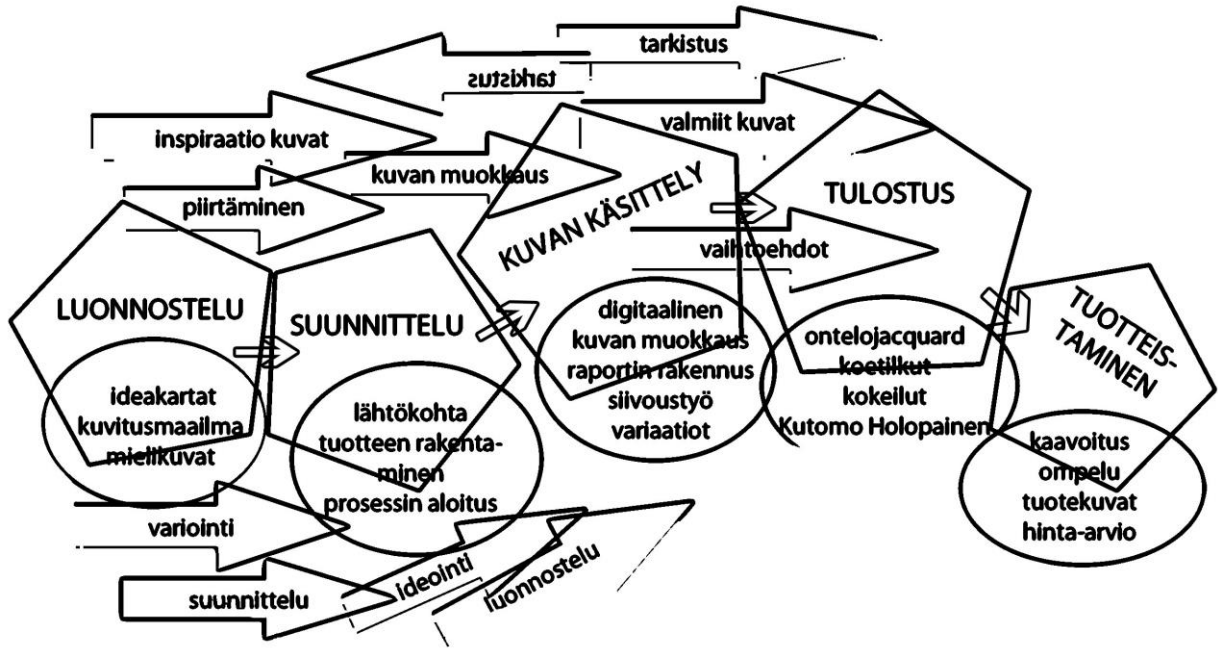 tarkistus
tarkistus
inspiraatio kuvat
valmiit kuvat
kuvan muokkaus
piirtäminen
KUVAN KÄSITTELY
TULOSTUS
vaihtoehdot
LUONNOSTELU
SUUNNITTELU
TUOTTEIS-
TAMINEN
ideakartat
kuvitusmaailma
mielikuvat
lähtökohta
tuotteen rakenta-
minen
prosessin aloitus
digitaalinen
kuvan muokkaus
raportin rakennus
siivoustyö
variaatiot
ontelojacquard
koetilkut
kokeilut
Kutomo Holopainen
kaavoitus
ompelu
tuotekuvat
hinta-arvio
variointi
suunnittelu
ideointi
luonnostelu